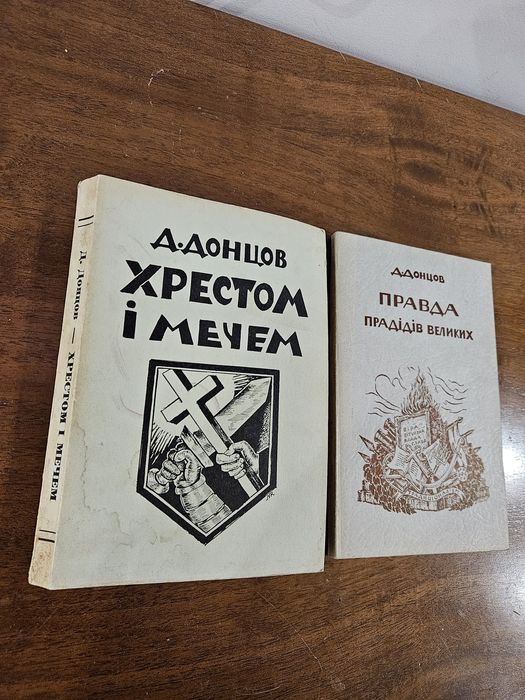 Д. Донцов — ХРЕСТОМ І МЕЧЕМ
Д. ДОНЦОВ
ХРЕСТОМ
І МЕЧЕМ
Д. ДОНЦОВ
ПРАВДА
ПРАДІДІВ ВЕЛИКИХ